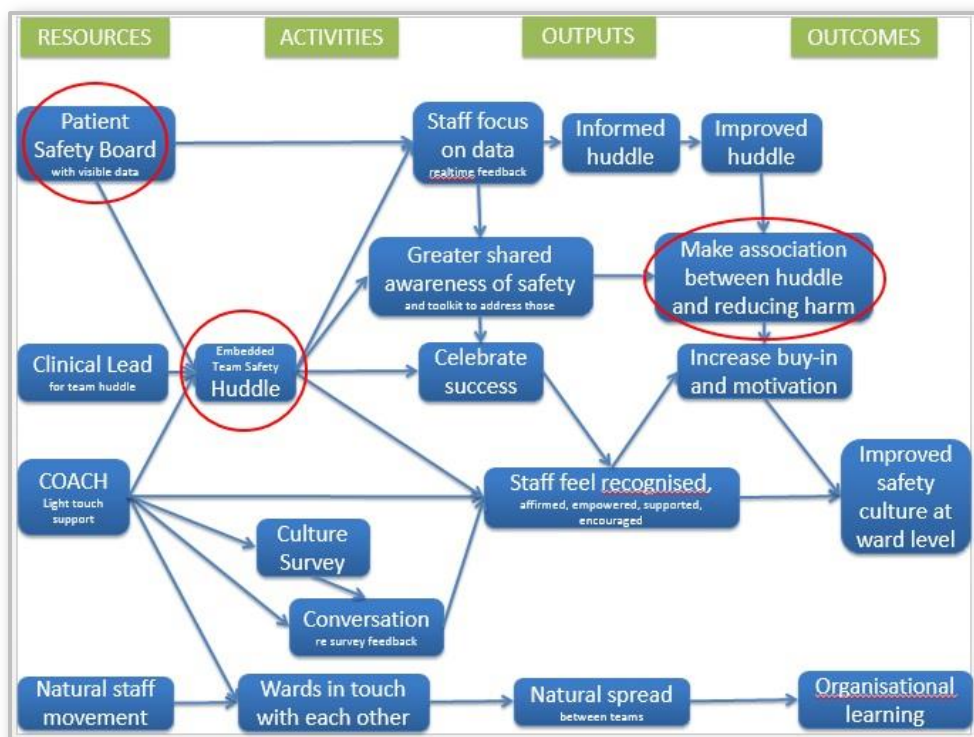 RESOURCES
ACTIVITIES
OUTPUTS
OUTCOMES
Patient
Safety Board
with visible data
Staff focus
on data
realtime feedback
Informed
huddle
Improved
huddle
Greater shared
awareness of safety
and toolkit to address those
Make association
between huddle
and reducing harm
Clinical Lead
for team huddle
Embedded
Team Safety
Huddle
Celebrate
success
Increase buy-in
and motivation
COACH
Light touch
support
Staff feel recognised,
affirmed, empowered, supported,
encouraged
Improved
safety
culture at
ward level
Culture
Survey
Conversation
re survey feedback
Natural staff
movement
Wards in touch
with each other
Natural spread
between teams
Organisational
learning